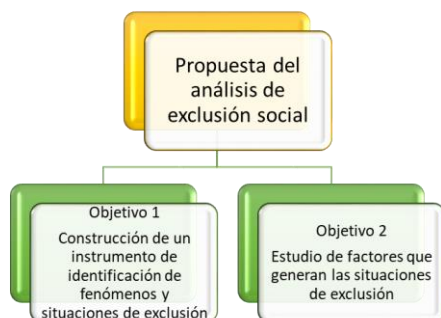 Propuesta del
análisis de
exclusión social
Objetivo 1
Construcción de un
instrumento de
identificación de
fenómenos y
situaciones de exclusión
Objetivo 2
Estudio de factores que
generan las situaciones
de exclusión